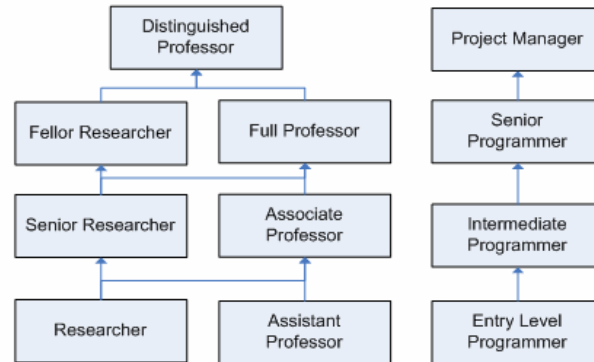 Distinguished
Professor
Project Manager
Fellor Researcher
Full Professor
Senior
Programmer
Senior Researcher
Associate
Professor
Intermediate
Programmer
Researcher
Assistant
Professor
Entry Level
Programmer